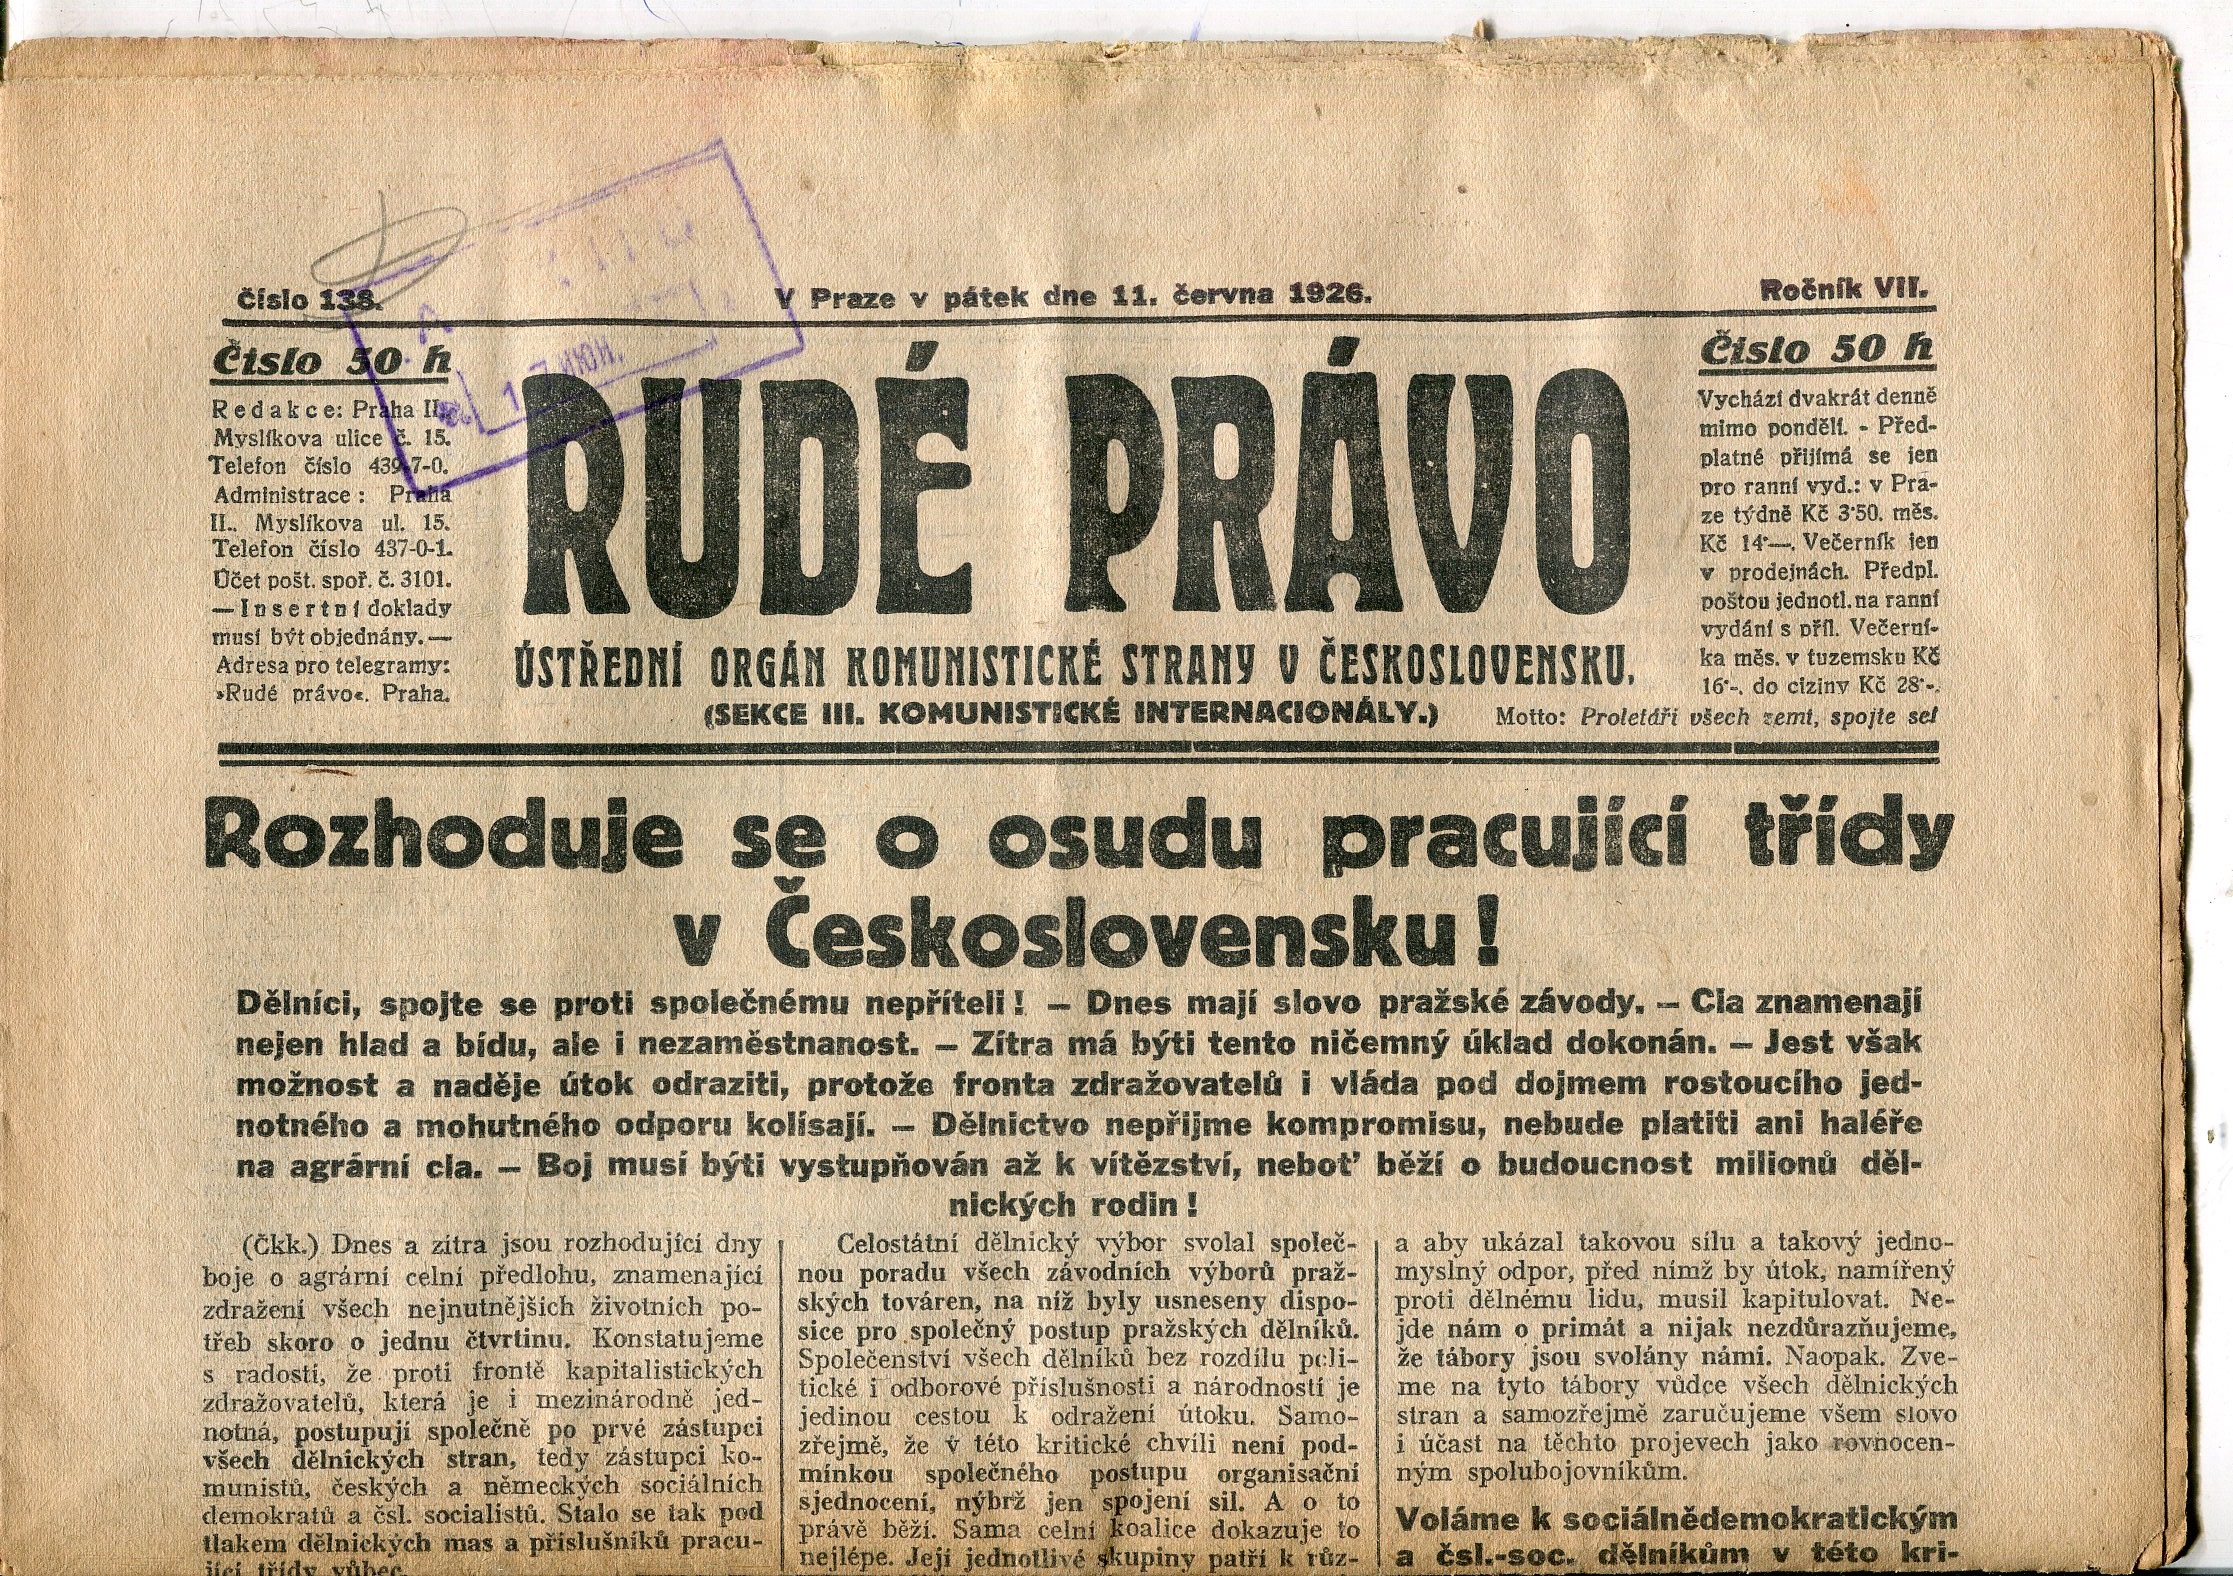 Číslo 138.
V Praze v pátek dne 11. června 1926.
Ročník VII.
Číslo 50 h
Redakce: Praha II.,
Myslíkova ulice č. 15.
Telefon číslo 439-7-0.
Administrace: Praha
II., Myslíkova ul. 15.
Telefon číslo 437-0-1.
Účet pošt. spoř. č. 3101.
— Insertní doklady
musí být objednány. —
Adresa pro telegramy:
»Rudé právo«. Praha.
RUDÉ PRÁVO
ÚSTŘEDNÍ ORGÁN KOMUNISTICKÉ STRANY V ČESKOSLOVENSKU.
(SEKCE III. KOMUNISTICKÉ INTERNACIONÁLY.)
Číslo 50 h
Vychází dvakrát denně
mimo pondělí. - Před-
platné přijímá se jen
pro ranní vyd.: v Pra-
ze týdně Kč 3·50. měs.
Kč 14·—. Večerník jen
v prodejnách. Předpl.
poštou jednotl. na ranní
vydání s příl. Večerní-
ka měs. v tuzemsku Kč
16·-, do ciziny Kč 28·-.
Motto: Proletáři všech zemí, spojte se!
Rozhoduje se o osudu pracující třídy
v Československu!
Dělníci, spojte se proti společnému nepříteli! — Dnes mají slovo pražské závody. — Cla znamenají
nejen hlad a bídu, ale i nezaměstnanost. — Zítra má býti tento ničemný úklad dokonán. — Jest však
možnost a naděje útok odraziti, protože fronta zdražovatelů i vláda pod dojmem rostoucího jed-
notného a mohutného odporu kolísají. — Dělnictvo nepřijme kompromisu, nebude platiti ani haléře
na agrární cla. — Boj musí býti vystupňován až k vítězství, neboť běží o budoucnost milionů děl-
nických rodin!
(Čkk.) Dnes a zítra jsou rozhodující dny
boje o agrární celní předlohu, znamenající
zdražení všech nejnutnějších životních po-
třeb skoro o jednu čtvrtinu. Konstatujeme
s radostí, že proti frontě kapitalistických
zdražovatelů, která je i mezinárodně jed-
notná, postupují společně po prvé zástupci
všech dělnických stran, tedy zástupci ko-
munistů, českých a německých sociálních
demokratů a čsl. socialistů. Stalo se tak pod
tlakem dělnických mas a příslušníků pracu-
jící třídy vůbec.
Celostátní dělnický výbor svolal společ-
nou poradu všech závodních výborů praž-
ských továren, na níž byly usneseny dispo-
sice pro společný postup pražských dělníků.
Společenství všech dělníků bez rozdílu poli-
tické i odborové příslušnosti a národností je
jedinou cestou k odražení útoku. Samo-
zřejmě, že v této kritické chvíli není pod-
mínkou společného postupu organisační
sjednocení, nýbrž jen spojení sil. A o to
právě běží. Sama celní koalice dokazuje to
nejlépe. Její jednotlivé skupiny patří k růz-
a aby ukázal takovou sílu a takový jedno-
myslný odpor, před nímž by útok, namířený
proti dělnému lidu, musil kapitulovat. Ne-
jde nám o primát a nijak nezdůrazňujeme,
že tábory jsou svolány námi. Naopak. Zve-
me na tyto tábory vůdce všech dělnických
stran a samozřejmě zaručujeme všem slovo
i účast na těchto projevech jako rovnocen-
ným spolubojovníkům.
Voláme k sociálnědemokratickým
a čsl.-soc. dělníkům v této kri-